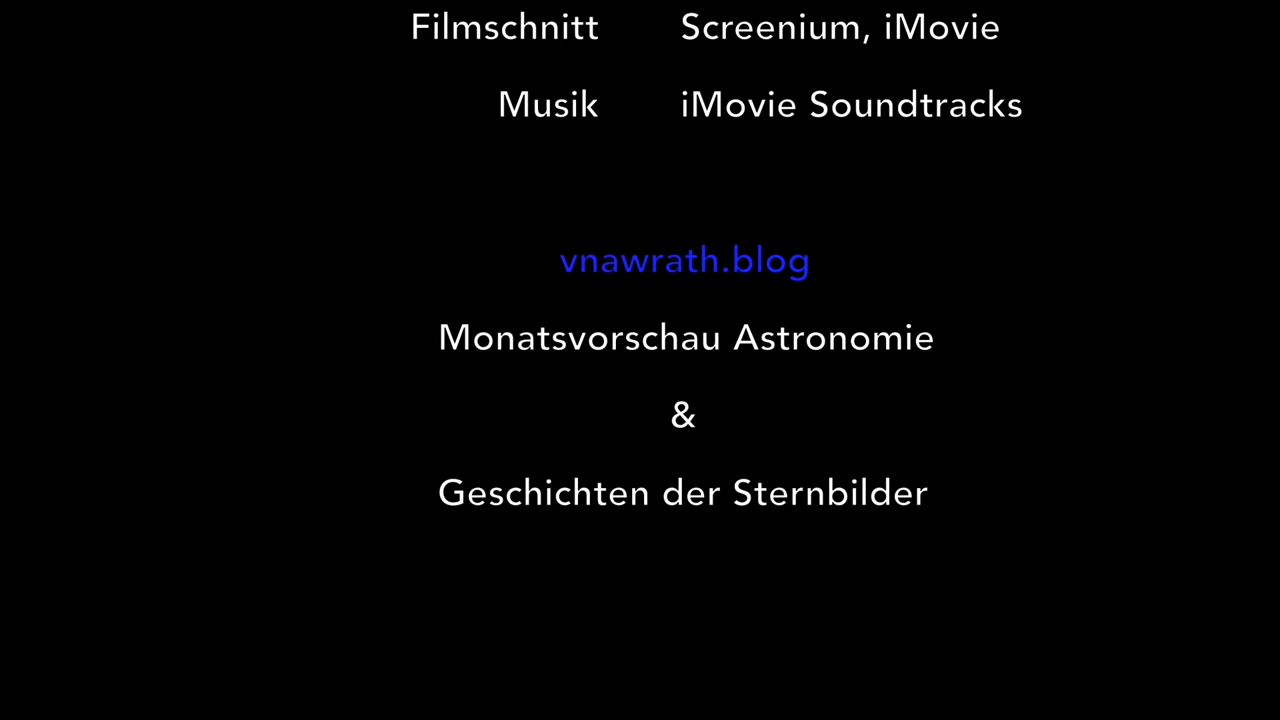 Filmschnitt Screenium, iMovie
Musik iMovie Soundtracks
vnawrath.blog
Monatsvorschau Astronomie
&
Geschichten der Sternbilder